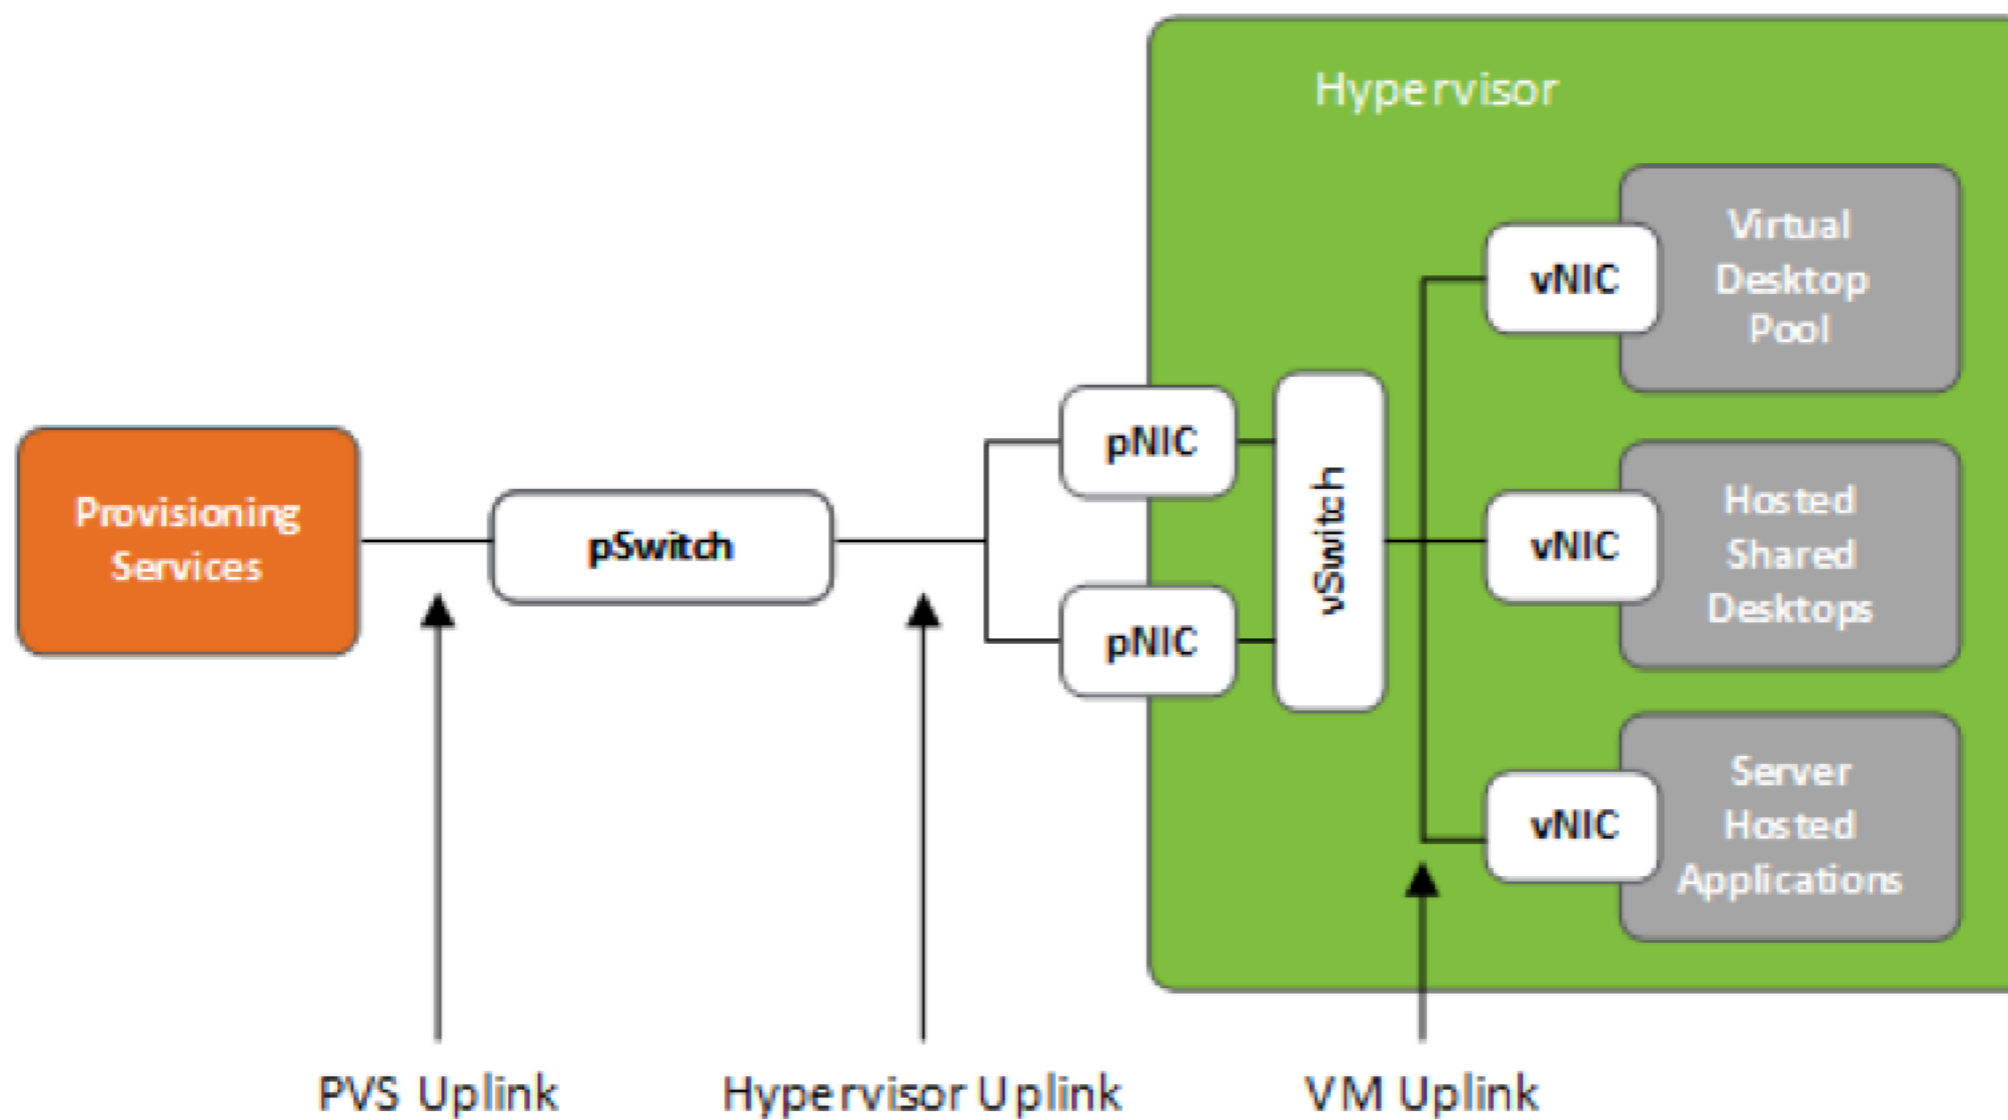 Hypervisor
Virtual
Desktop
Pool
vNIC
pNIC
vSwitch
Provisioning
Services
pSwitch
vNIC
Hosted
Shared
Desktops
pNIC
vNIC
Server
Hosted
Applications
PVS Uplink
Hypervisor Uplink
VM Uplink